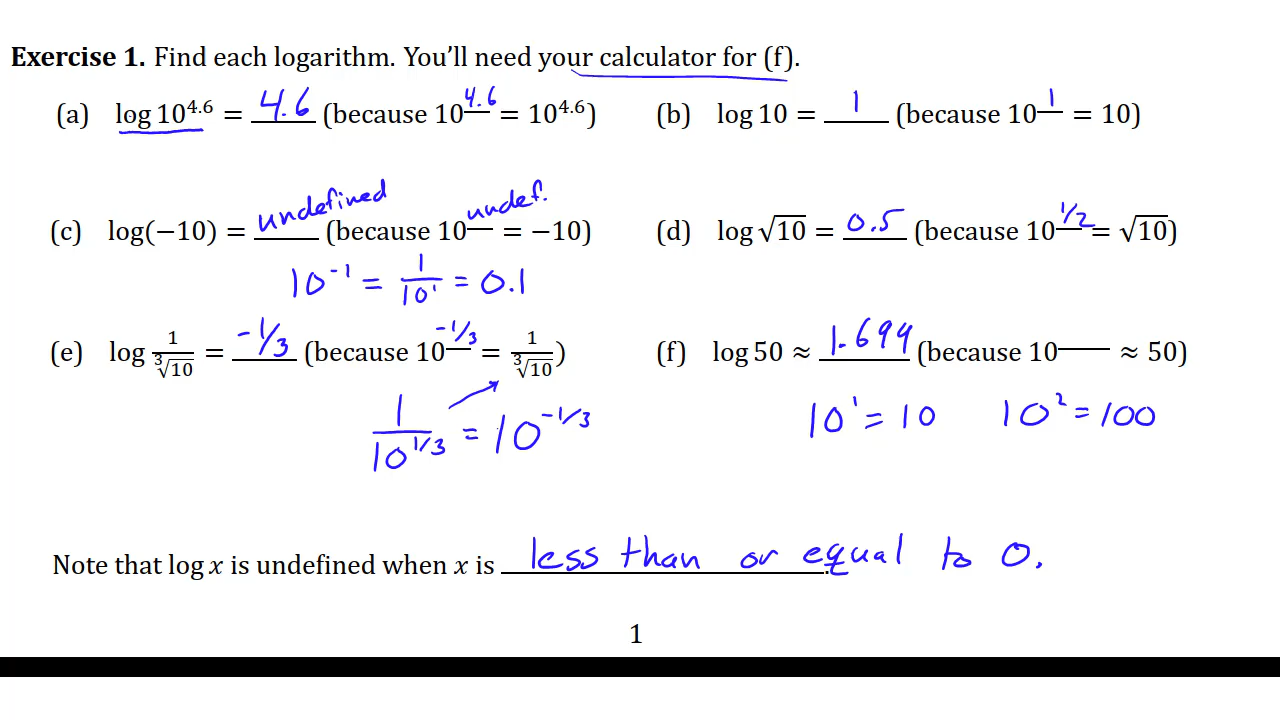 Exercise 1. Find each logarithm. You'll need your calculator for (f).
(a) log 10^4.6 = 4.6 (because 10^4.6 = 10^4.6)
(b) log 10 = 1 (because 10^1 = 10)
(c) log(−10) = undefined (because 10^undef. = −10)
10^-1 = 1/10^1 = 0.1
(d) log √10 = 0.5 (because 10^1/2 = √10)
(e) log 1/∛10 = -1/3 (because 10^-1/3 = 1/∛10)
1/10^1/3 = 10^-1/3
(f) log 50 ≈ 1.699 (because 10^____ ≈ 50)
10^1 = 10 10^2 = 100
Note that log x is undefined when x is less than or equal to 0.
1